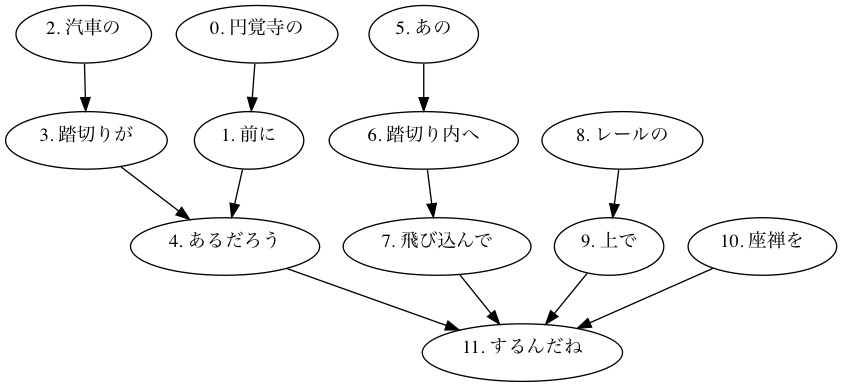 2. 汽車の
0. 円覚寺の
5. あの
3. 踏切りが
1. 前に
6. 踏切り内へ
8. レールの
4. あるだろう
7. 飛び込んで
9. 上で
10. 座禅を
11. するんだね